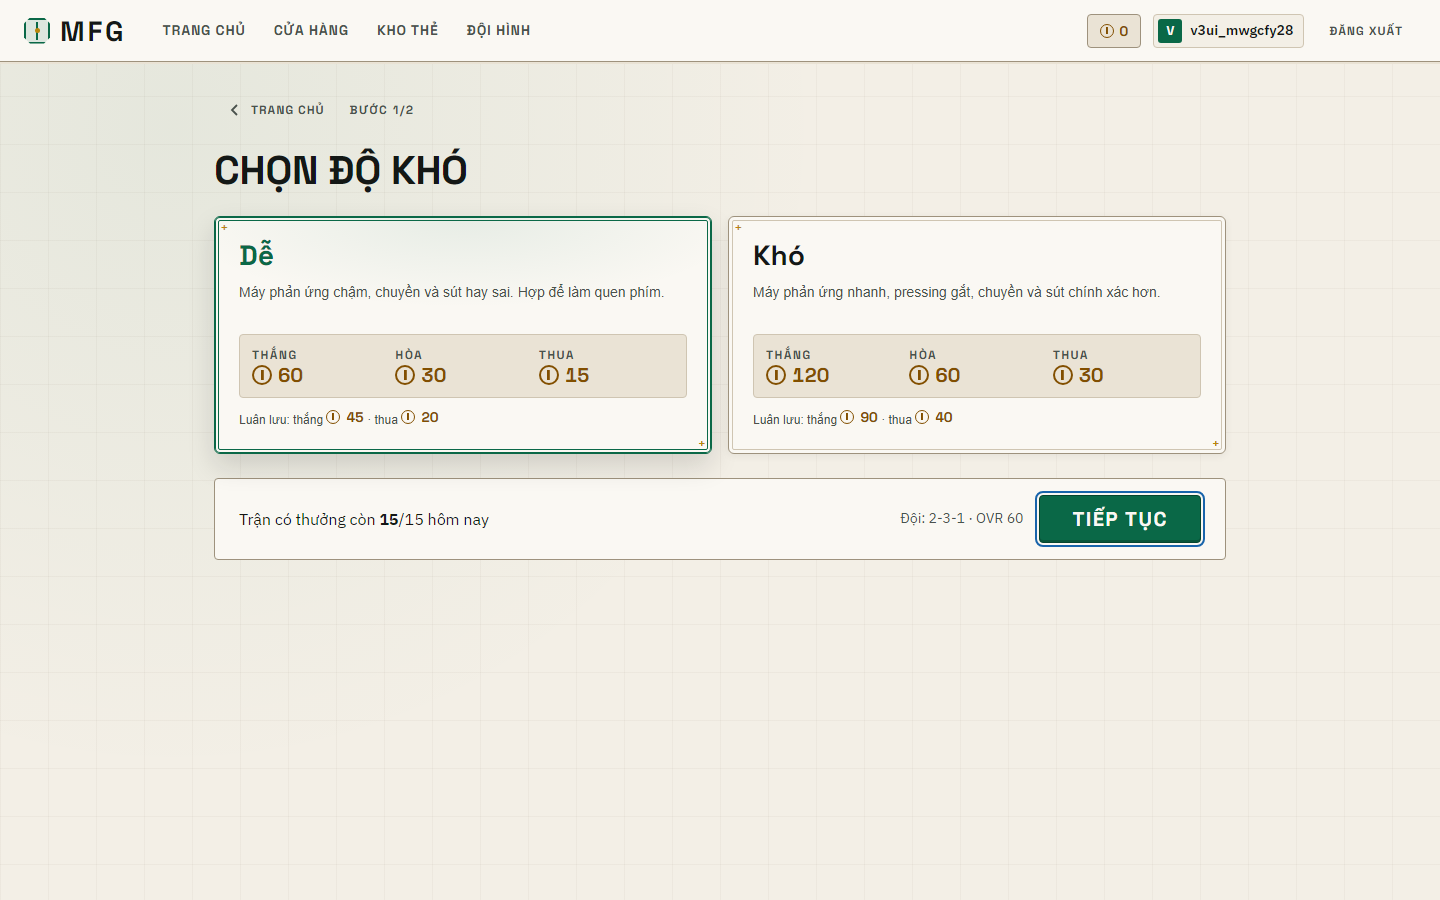 MFG TRANG CHỦ CỬA HÀNG KHO THẺ ĐỘI HÌNH 0 V v3ui_mwgcfy28 ĐĂNG XUẤT
TRANG CHỦ BƯỚC 1/2
CHỌN ĐỘ KHÓ
Dễ
Máy phản ứng chậm, chuyền và sút hay sai. Hợp để làm quen phím.
THẮNG HÒA THUA
60 30 15
Luân lưu: thắng 45 · thua 20
Khó
Máy phản ứng nhanh, pressing gắt, chuyền và sút chính xác hơn.
THẮNG HÒA THUA
120 60 30
Luân lưu: thắng 90 · thua 40
Trận có thưởng còn 15/15 hôm nay
Đội: 2-3-1 · OVR 60
TIẾP TỤC